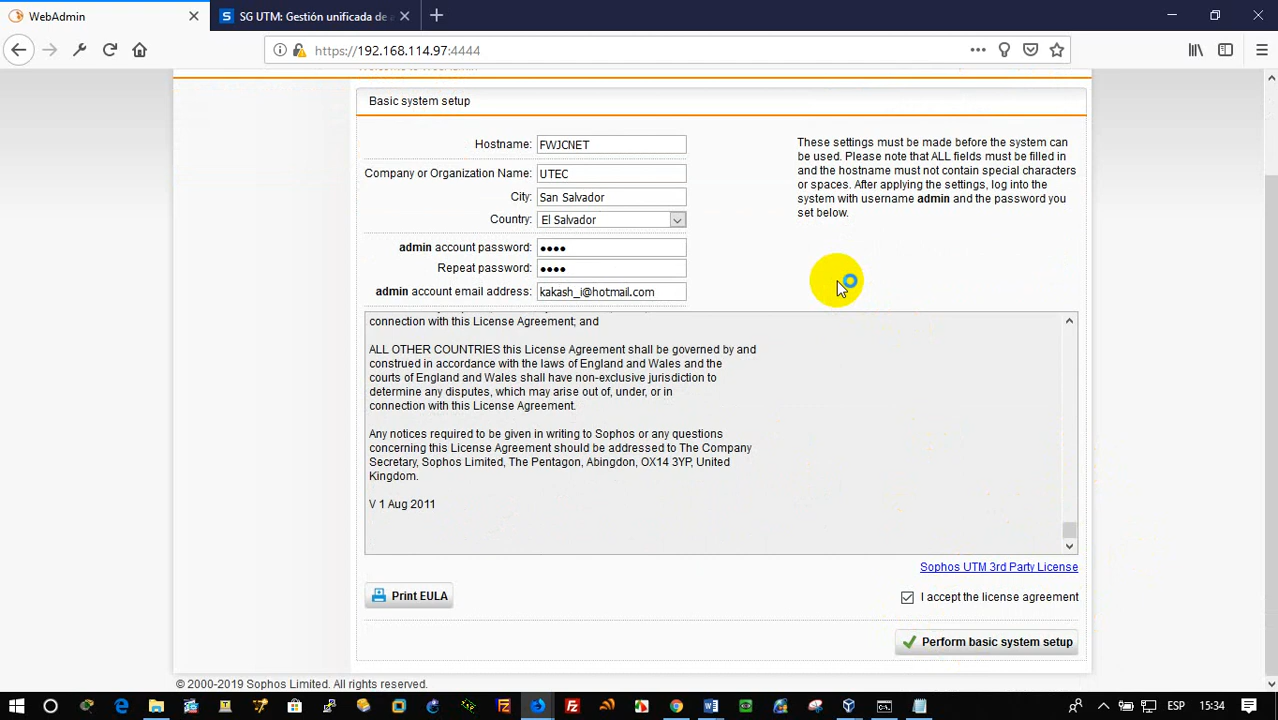 WebAdmin
SG UTM: Gestión unificada de a
https://192.168.114.97:4444
Basic system setup
Hostname: FWJCNET
Company or Organization Name: UTEC
City: San Salvador
Country: El Salvador
admin account password: ●●●●
Repeat password: ●●●●
admin account email address: kakash_i@hotmail.com
These settings must be made before the system can
be used. Please note that ALL fields must be filled in
and the hostname must not contain special characters
or spaces. After applying the settings, log into the
system with username admin and the password you
set below.
connection with this License Agreement; and
ALL OTHER COUNTRIES this License Agreement shall be governed by and
construed in accordance with the laws of England and Wales and the
courts of England and Wales shall have non-exclusive jurisdiction to
determine any disputes, which may arise out of, under, or in
connection with this License Agreement.
Any notices required to be given in writing to Sophos or any questions
concerning this License Agreement should be addressed to The Company
Secretary, Sophos Limited, The Pentagon, Abingdon, OX14 3YP, United
Kingdom.
V 1 Aug 2011
Sophos UTM 3rd Party License
Print EULA
I accept the license agreement
Perform basic system setup
© 2000-2019 Sophos Limited. All rights reserved.
ESP 15:34